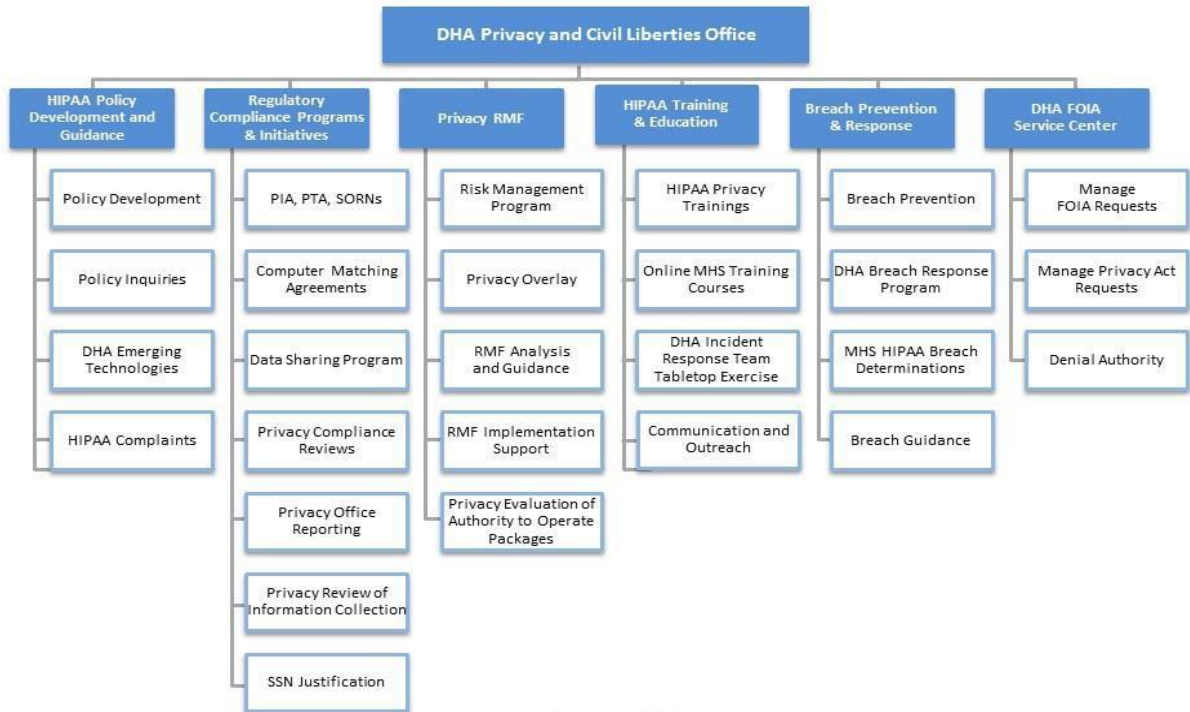 DHA Privacy and Civil Liberties Office
HIPAA Policy
Development and
Guidance
Policy Development
Policy Inquiries
DHA Emerging
Technologies
HIPAA Complaints
Regulatory
Compliance Programs
& Initiatives
PIA, PTA, SORNs
Computer Matching
Agreements
Data Sharing Program
Privacy Compliance
Reviews
Privacy Office
Reporting
Privacy Review of
Information Collection
SSN Justification
Privacy RMF
Risk Management
Program
Privacy Overlay
RMF Analysis
and Guidance
RMF Implementation
Support
Privacy Evaluation of
Authority to Operate
Packages
HIPAA Training
& Education
HIPAA Privacy
Trainings
Online MHS Training
Courses
DHA Incident
Response Team
Tabletop Exercise
Communication and
Outreach
Breach Prevention
& Response
Breach Prevention
DHA Breach Response
Program
MHS HIPAA Breach
Determinations
Breach Guidance
DHA FOIA
Service Center
Manage
FOIA Requests
Manage Privacy Act
Requests
Denial Authority